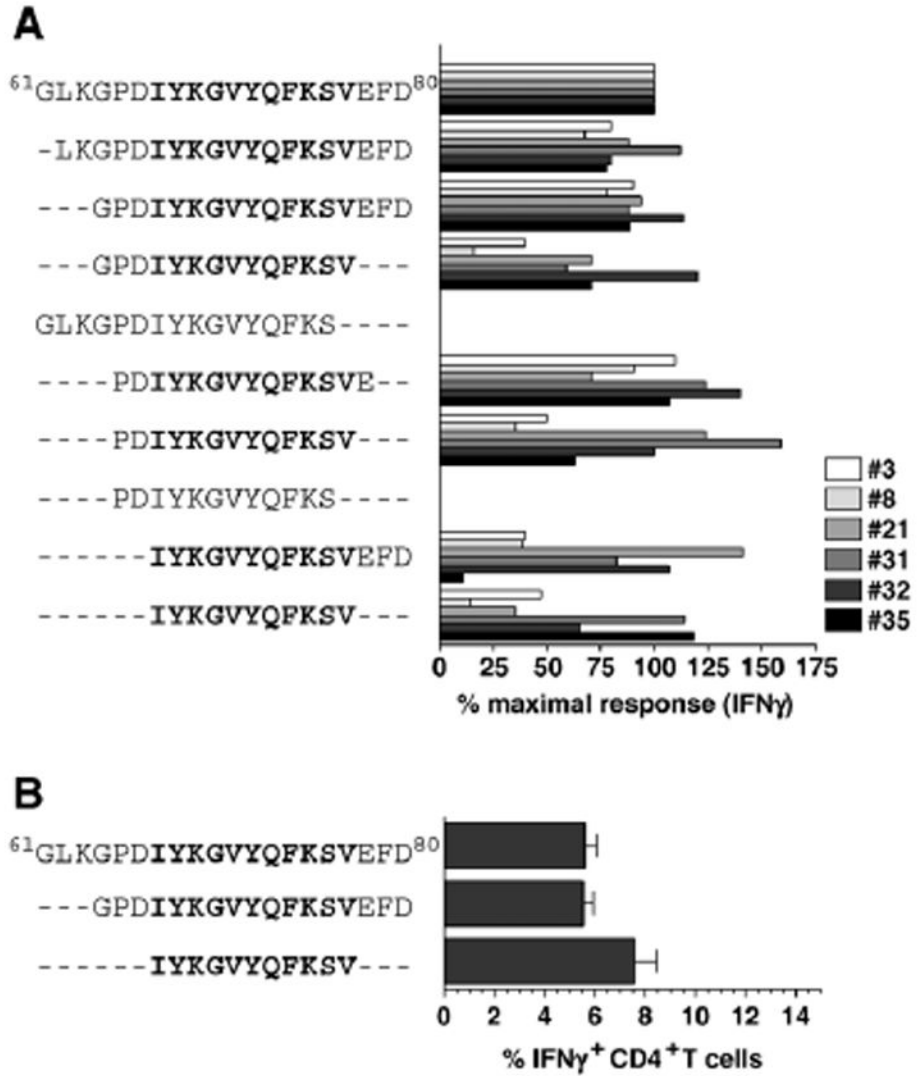 A
⁶¹GLKGPDIYKGVYQFKSVEFD⁸⁰
-LKGPDIYKGVYQFKSVEFD
---GPDIYKGVYQFKSVEFD
---GPDIYKGVYQFKSV---
GLKGPDIYKGVYQFKS----
----PDIYKGVYQFKSVE--
----PDIYKGVYQFKSV---
----PDIYKGVYQFKS----
------IYKGVYQFKSVEFD
------IYKGVYQFKSV---
#3
#8
#21
#31
#32
#35
0 25 50 75 100 125 150 175
% maximal response (IFNγ)
B
⁶¹GLKGPDIYKGVYQFKSVEFD⁸⁰
---GPDIYKGVYQFKSVEFD
------IYKGVYQFKSV---
0 2 4 6 8 10 12 14
% IFNγ⁺CD4⁺T cells